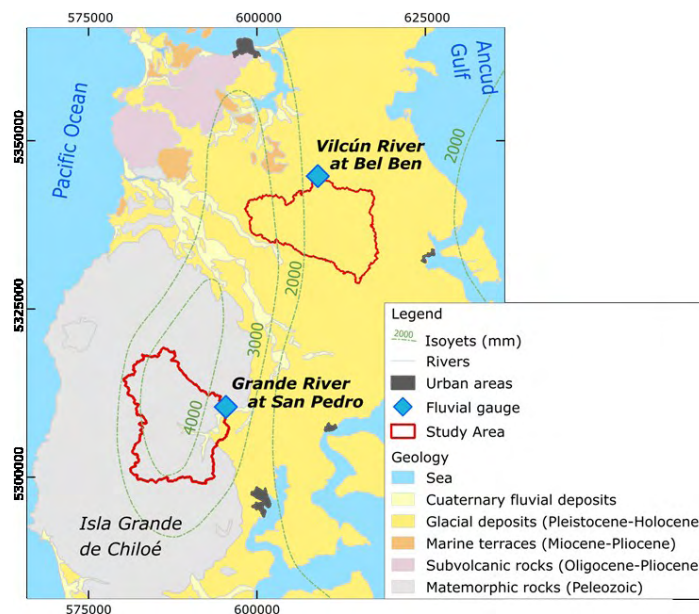 575000
600000
625000
Pacific Ocean
Ancud
Gulf
5350000
Vilcún River
at Bel Ben
2000
2000
5325000
3000
Grande River
at San Pedro
4000
5300000
Isla Grande
de Chiloé
Legend
2000 Isoyets (mm)
Rivers
Urban areas
Fluvial gauge
Study Area
Geology
Sea
Cuaternary fluvial deposits
Glacial deposits (Pleistocene-Holocene
Marine terraces (Miocene-Pliocene)
Subvolcanic rocks (Oligocene-Pliocene
Matemorphic rocks (Peleozoic)
575000
600000